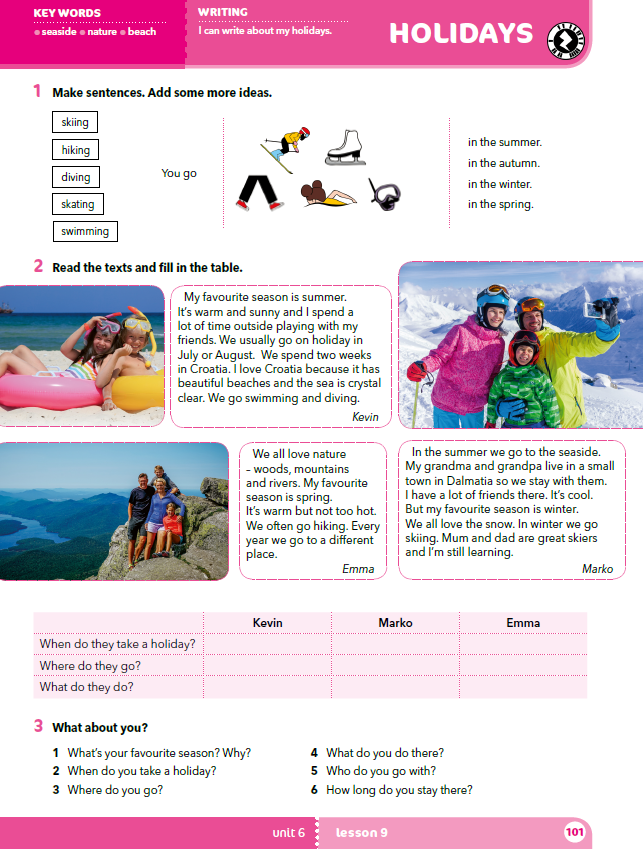 KEY WORDS
seaside nature beach
WRITING
I can write about my holidays.
HOLIDAYS
1 Make sentences. Add some more ideas.
skiing
hiking
diving
skating
swimming
You go
in the summer.
in the autumn.
in the winter.
in the spring.
2 Read the texts and fill in the table.
My favourite season is summer.
It's warm and sunny and I spend a
lot of time outside playing with my
friends. We usually go on holiday in
July or August. We spend two weeks
in Croatia. I love Croatia because it has
beautiful beaches and the sea is crystal
clear. We go swimming and diving.
Kevin
We all love nature
– woods, mountains
and rivers. My favourite
season is spring.
It's warm but not too hot.
We often go hiking. Every
year we go to a different
place.
Emma
In the summer we go to the seaside.
My grandma and grandpa live in a small
town in Dalmatia so we stay with them.
I have a lot of friends there. It's cool.
But my favourite season is winter.
We all love the snow. In winter we go
skiing. Mum and dad are great skiers
and I'm still learning.
Marko
Kevin Marko Emma
When do they take a holiday?
Where do they go?
What do they do?
3 What about you?
1 What's your favourite season? Why?
2 When do you take a holiday?
3 Where do you go?
4 What do you do there?
5 Who do you go with?
6 How long do you stay there?
unit 6 lesson 9 101